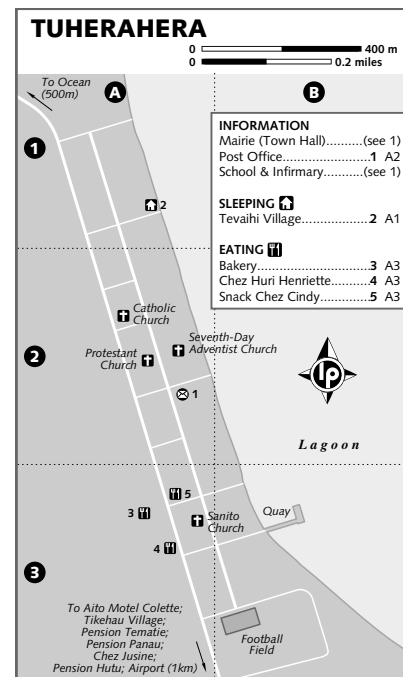 TUHERAHERA
0 400 m
0 0.2 miles
To Ocean
(500m)
A
B
1
INFORMATION
Mairie (Town Hall)..........(see 1)
Post Office......................1 A2
School & Infirmary..........(see 1)
SLEEPING
Tevaihi Village.................2 A1
EATING
Bakery............................3 A3
Chez Huri Henriette.......4 A3
Snack Chez Cindy..........5 A3
2
Catholic
Church
Seventh-Day
Adventist Church
Protestant
Church
2
1
lp
Lagoon
5
3
Sanito
Church
Quay
4
3
To Aito Motel Colette;
Tikehau Village;
Pension Tematie;
Pension Panau;
Chez Jusine;
Pension Hutu; Airport (1km)
Football
Field